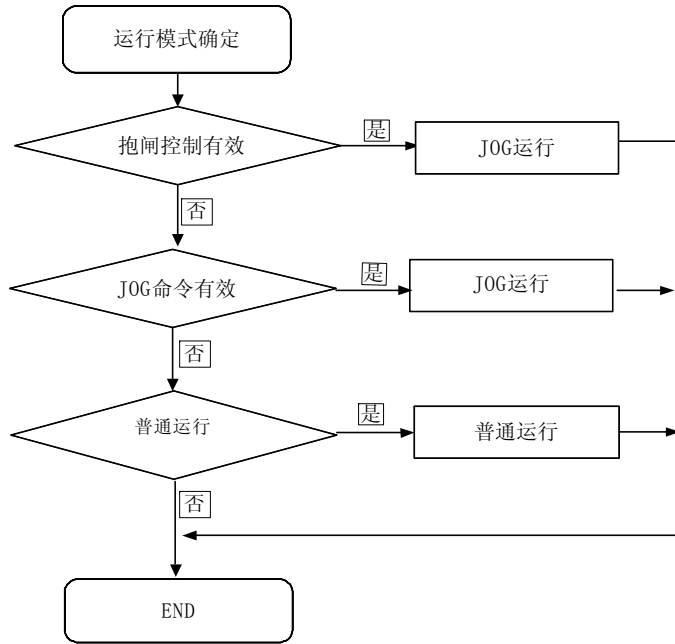 运行模式确定
抱闸控制有效
是
JOG运行
否
JOG命令有效
是
JOG运行
否
普通运行
是
普通运行
否
END